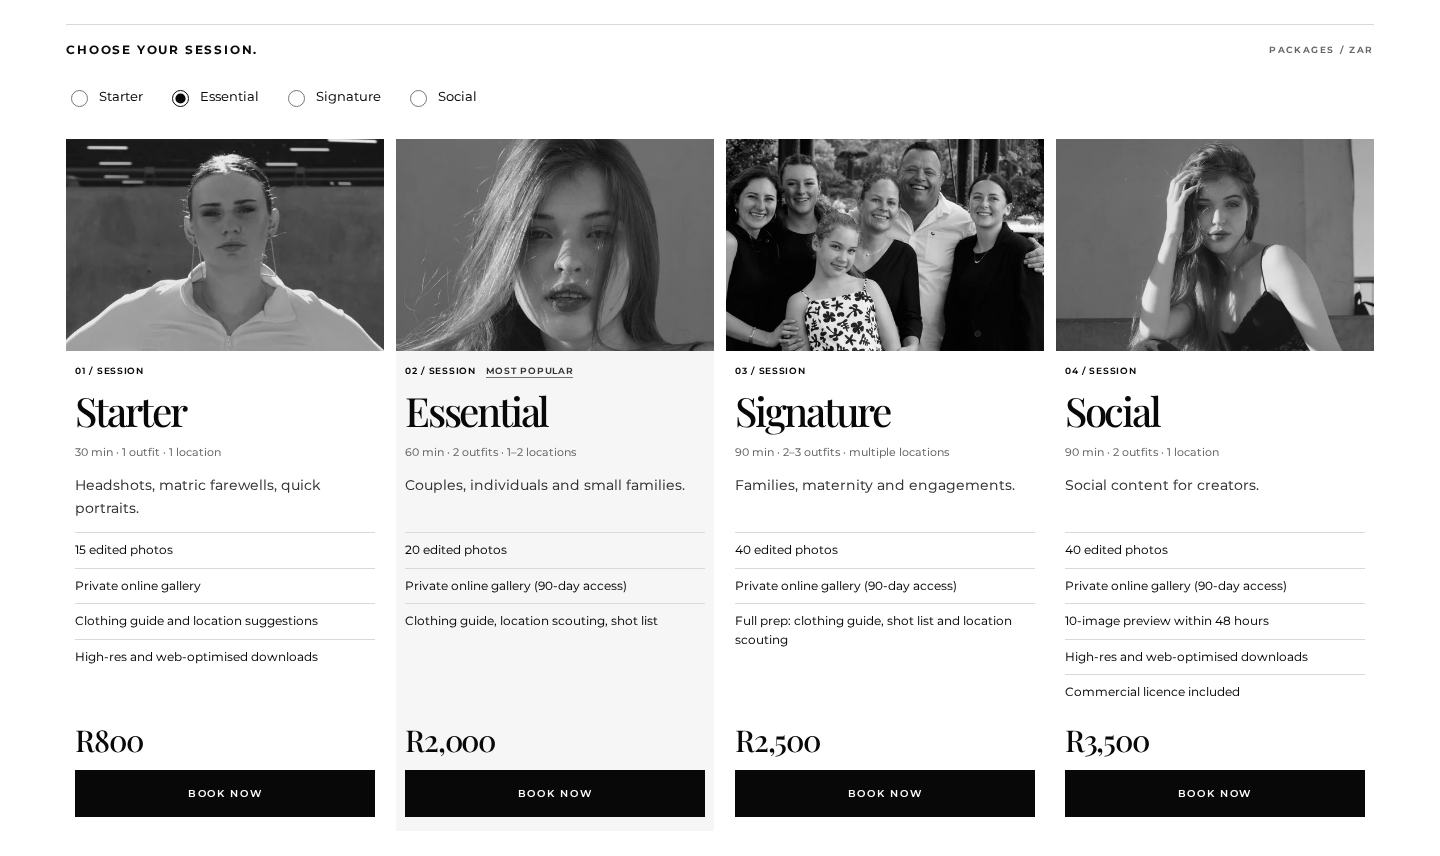 CHOOSE YOUR SESSION.
PACKAGES / ZAR
Starter
Essential
Signature
Social
01 / SESSION
Starter
30 min · 1 outfit · 1 location
Headshots, matric farewells, quick
portraits.
15 edited photos
Private online gallery
Clothing guide and location suggestions
High-res and web-optimised downloads
R800
BOOK NOW
02 / SESSION MOST POPULAR
Essential
60 min · 2 outfits · 1–2 locations
Couples, individuals and small families.
20 edited photos
Private online gallery (90-day access)
Clothing guide, location scouting, shot list
R2,000
BOOK NOW
03 / SESSION
Signature
90 min · 2–3 outfits · multiple locations
Families, maternity and engagements.
40 edited photos
Private online gallery (90-day access)
Full prep: clothing guide, shot list and location
scouting
R2,500
BOOK NOW
04 / SESSION
Social
90 min · 2 outfits · 1 location
Social content for creators.
40 edited photos
Private online gallery (90-day access)
10-image preview within 48 hours
High-res and web-optimised downloads
Commercial licence included
R3,500
BOOK NOW